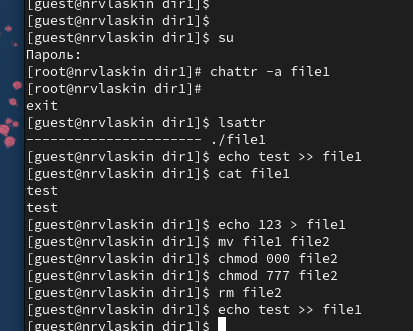 [guest@nrvlaskin dir1]$
[guest@nrvlaskin dir1]$
[guest@nrvlaskin dir1]$ su
Пароль:
[root@nrvlaskin dir1]# chattr -a file1
[root@nrvlaskin dir1]#
exit
[guest@nrvlaskin dir1]$ lsattr
---------------------- ./file1
[guest@nrvlaskin dir1]$ echo test >> file1
[guest@nrvlaskin dir1]$ cat file1
test
test
[guest@nrvlaskin dir1]$ echo 123 > file1
[guest@nrvlaskin dir1]$ mv file1 file2
[guest@nrvlaskin dir1]$ chmod 000 file2
[guest@nrvlaskin dir1]$ chmod 777 file2
[guest@nrvlaskin dir1]$ rm file2
[guest@nrvlaskin dir1]$ echo test >> file1
[guest@nrvlaskin dir1]$